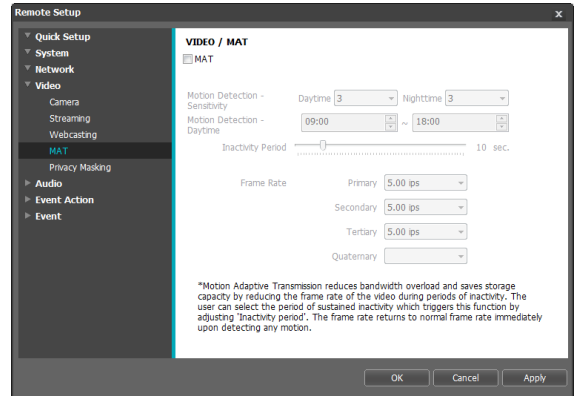 Remote Setup
x
Quick Setup
System
Network
Video
Camera
Streaming
Webcasting
MAT
Privacy Masking
Audio
Event Action
Event
VIDEO / MAT
MAT
Motion Detection -
Sensitivity
Daytime 3
Nighttime 3
Motion Detection -
Daytime
09:00 ~ 18:00
Inactivity Period
10 sec.
Frame Rate
Primary 5.00 ips
Secondary 5.00 ips
Tertiary 5.00 ips
Quaternary
*Motion Adaptive Transmission reduces bandwidth overload and saves storage
capacity by reducing the frame rate of the video during periods of inactivity. The
user can select the period of sustained inactivity which triggers this function by
adjusting 'Inactivity period'. The frame rate returns to normal frame rate immediately
upon detecting any motion.
OK Cancel Apply